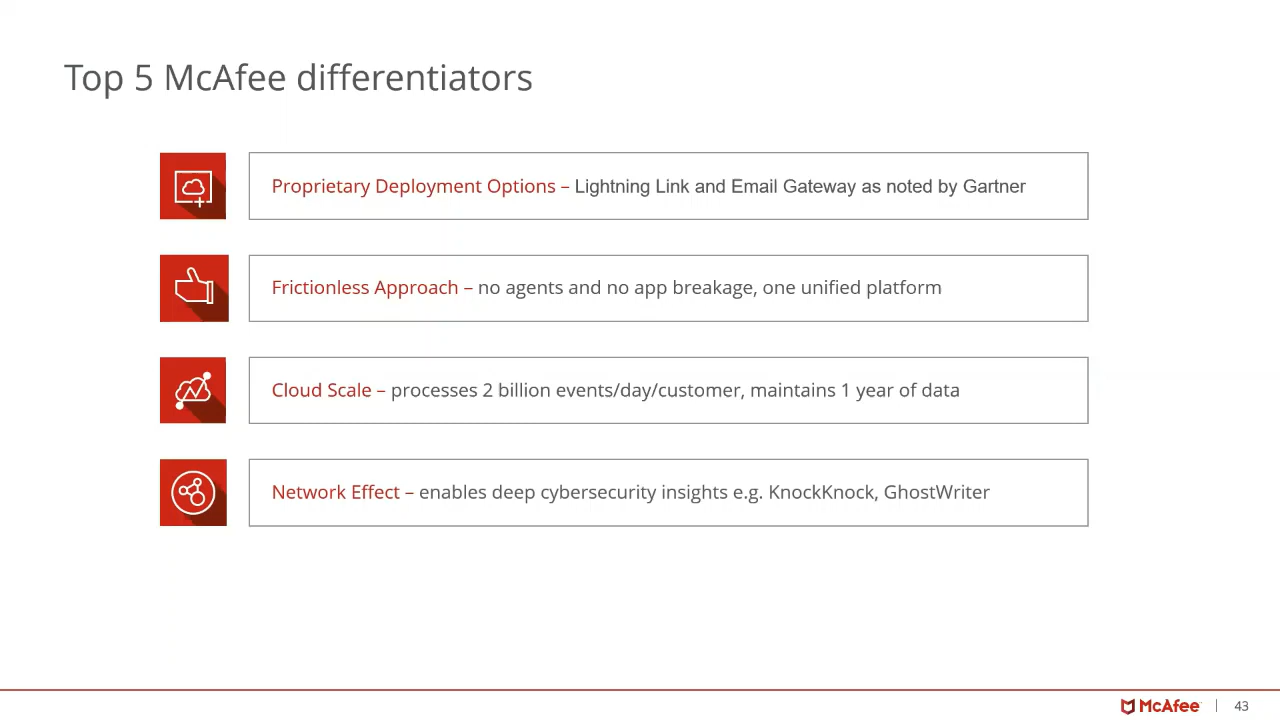 Top 5 McAfee differentiators
Proprietary Deployment Options – Lightning Link and Email Gateway as noted by Gartner
Frictionless Approach – no agents and no app breakage, one unified platform
Cloud Scale – processes 2 billion events/day/customer, maintains 1 year of data
Network Effect – enables deep cybersecurity insights e.g. KnockKnock, GhostWriter
McAfee | 43